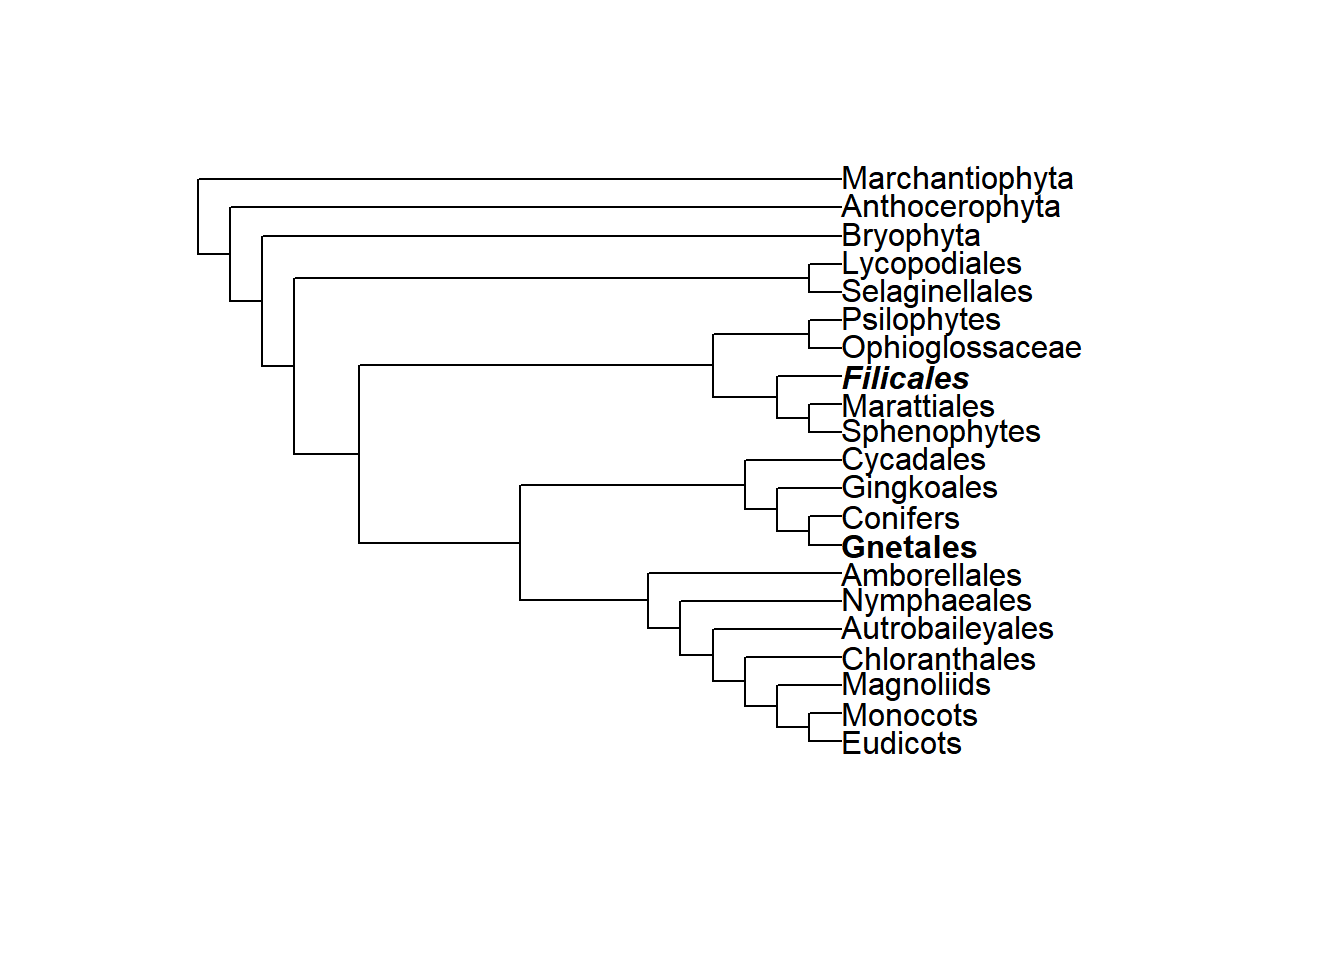 Marchantiophyta
Anthocerophyta
Bryophyta
Lycopodiales
Selaginellales
Psilophytes
Ophioglossaceae
Filicales
Marattiales
Sphenophytes
Cycadales
Gingkoales
Conifers
Gnetales
Amborellales
Nymphaeales
Autrobaileyales
Chloranthales
Magnoliids
Monocots
Eudicots